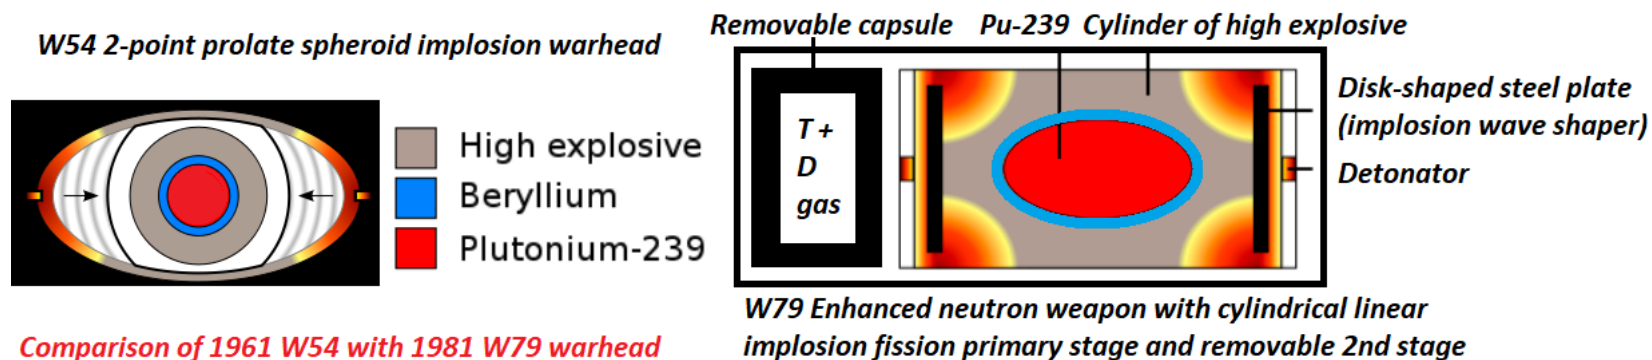 W54 2-point prolate spheroid implosion warhead
High explosive
Beryllium
Plutonium-239
Comparison of 1961 W54 with 1981 W79 warhead
Removable capsule
Pu-239
Cylinder of high explosive
T +
D
gas
Disk-shaped steel plate
(implosion wave shaper)
Detonator
W79 Enhanced neutron weapon with cylindrical linear
implosion fission primary stage and removable 2nd stage